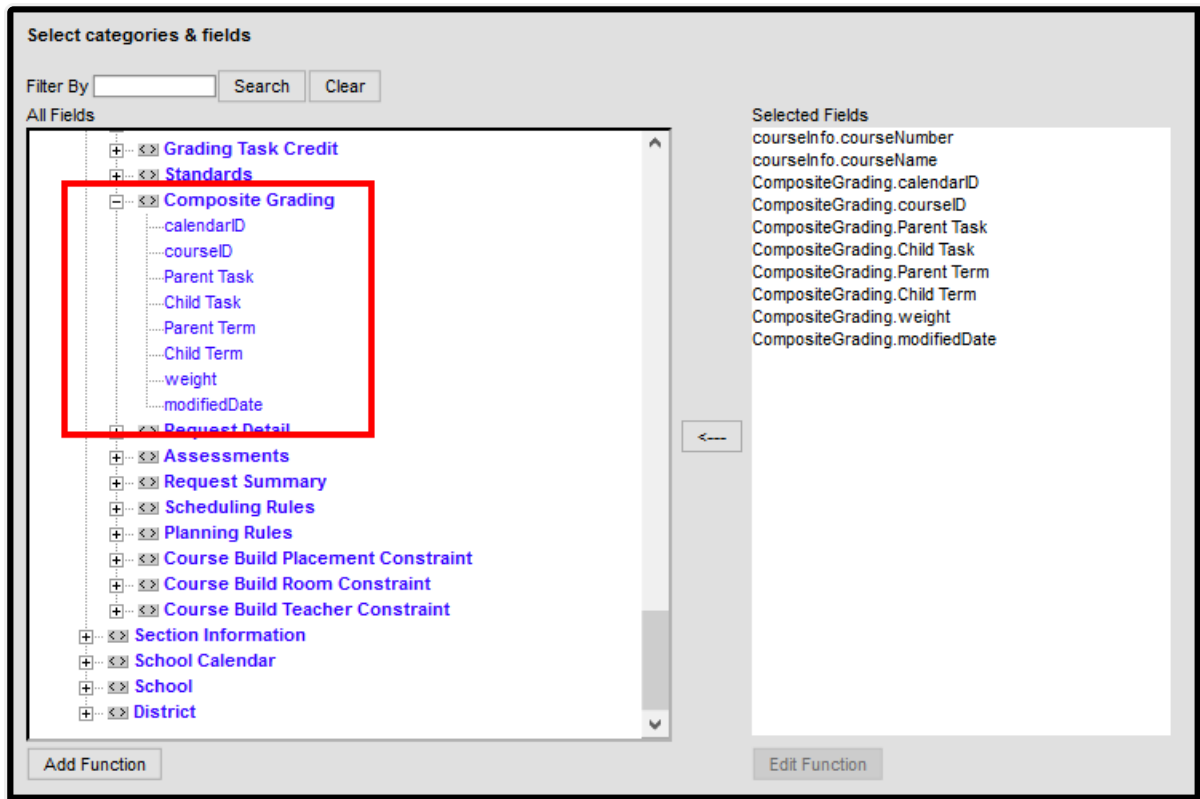 Select categories & fields
Filter By
Search
Clear
All Fields
Grading Task Credit
Standards
Composite Grading
calendarID
courseID
Parent Task
Child Task
Parent Term
Child Term
weight
modifiedDate
Request Detail
Assessments
Request Summary
Scheduling Rules
Planning Rules
Course Build Placement Constraint
Course Build Room Constraint
Course Build Teacher Constraint
Section Information
School Calendar
School
District
Add Function
<---
Selected Fields
courseInfo.courseNumber
courseInfo.courseName
CompositeGrading.calendarID
CompositeGrading.courseID
CompositeGrading.Parent Task
CompositeGrading.Child Task
CompositeGrading.Parent Term
CompositeGrading.Child Term
CompositeGrading.weight
CompositeGrading.modifiedDate
Edit Function